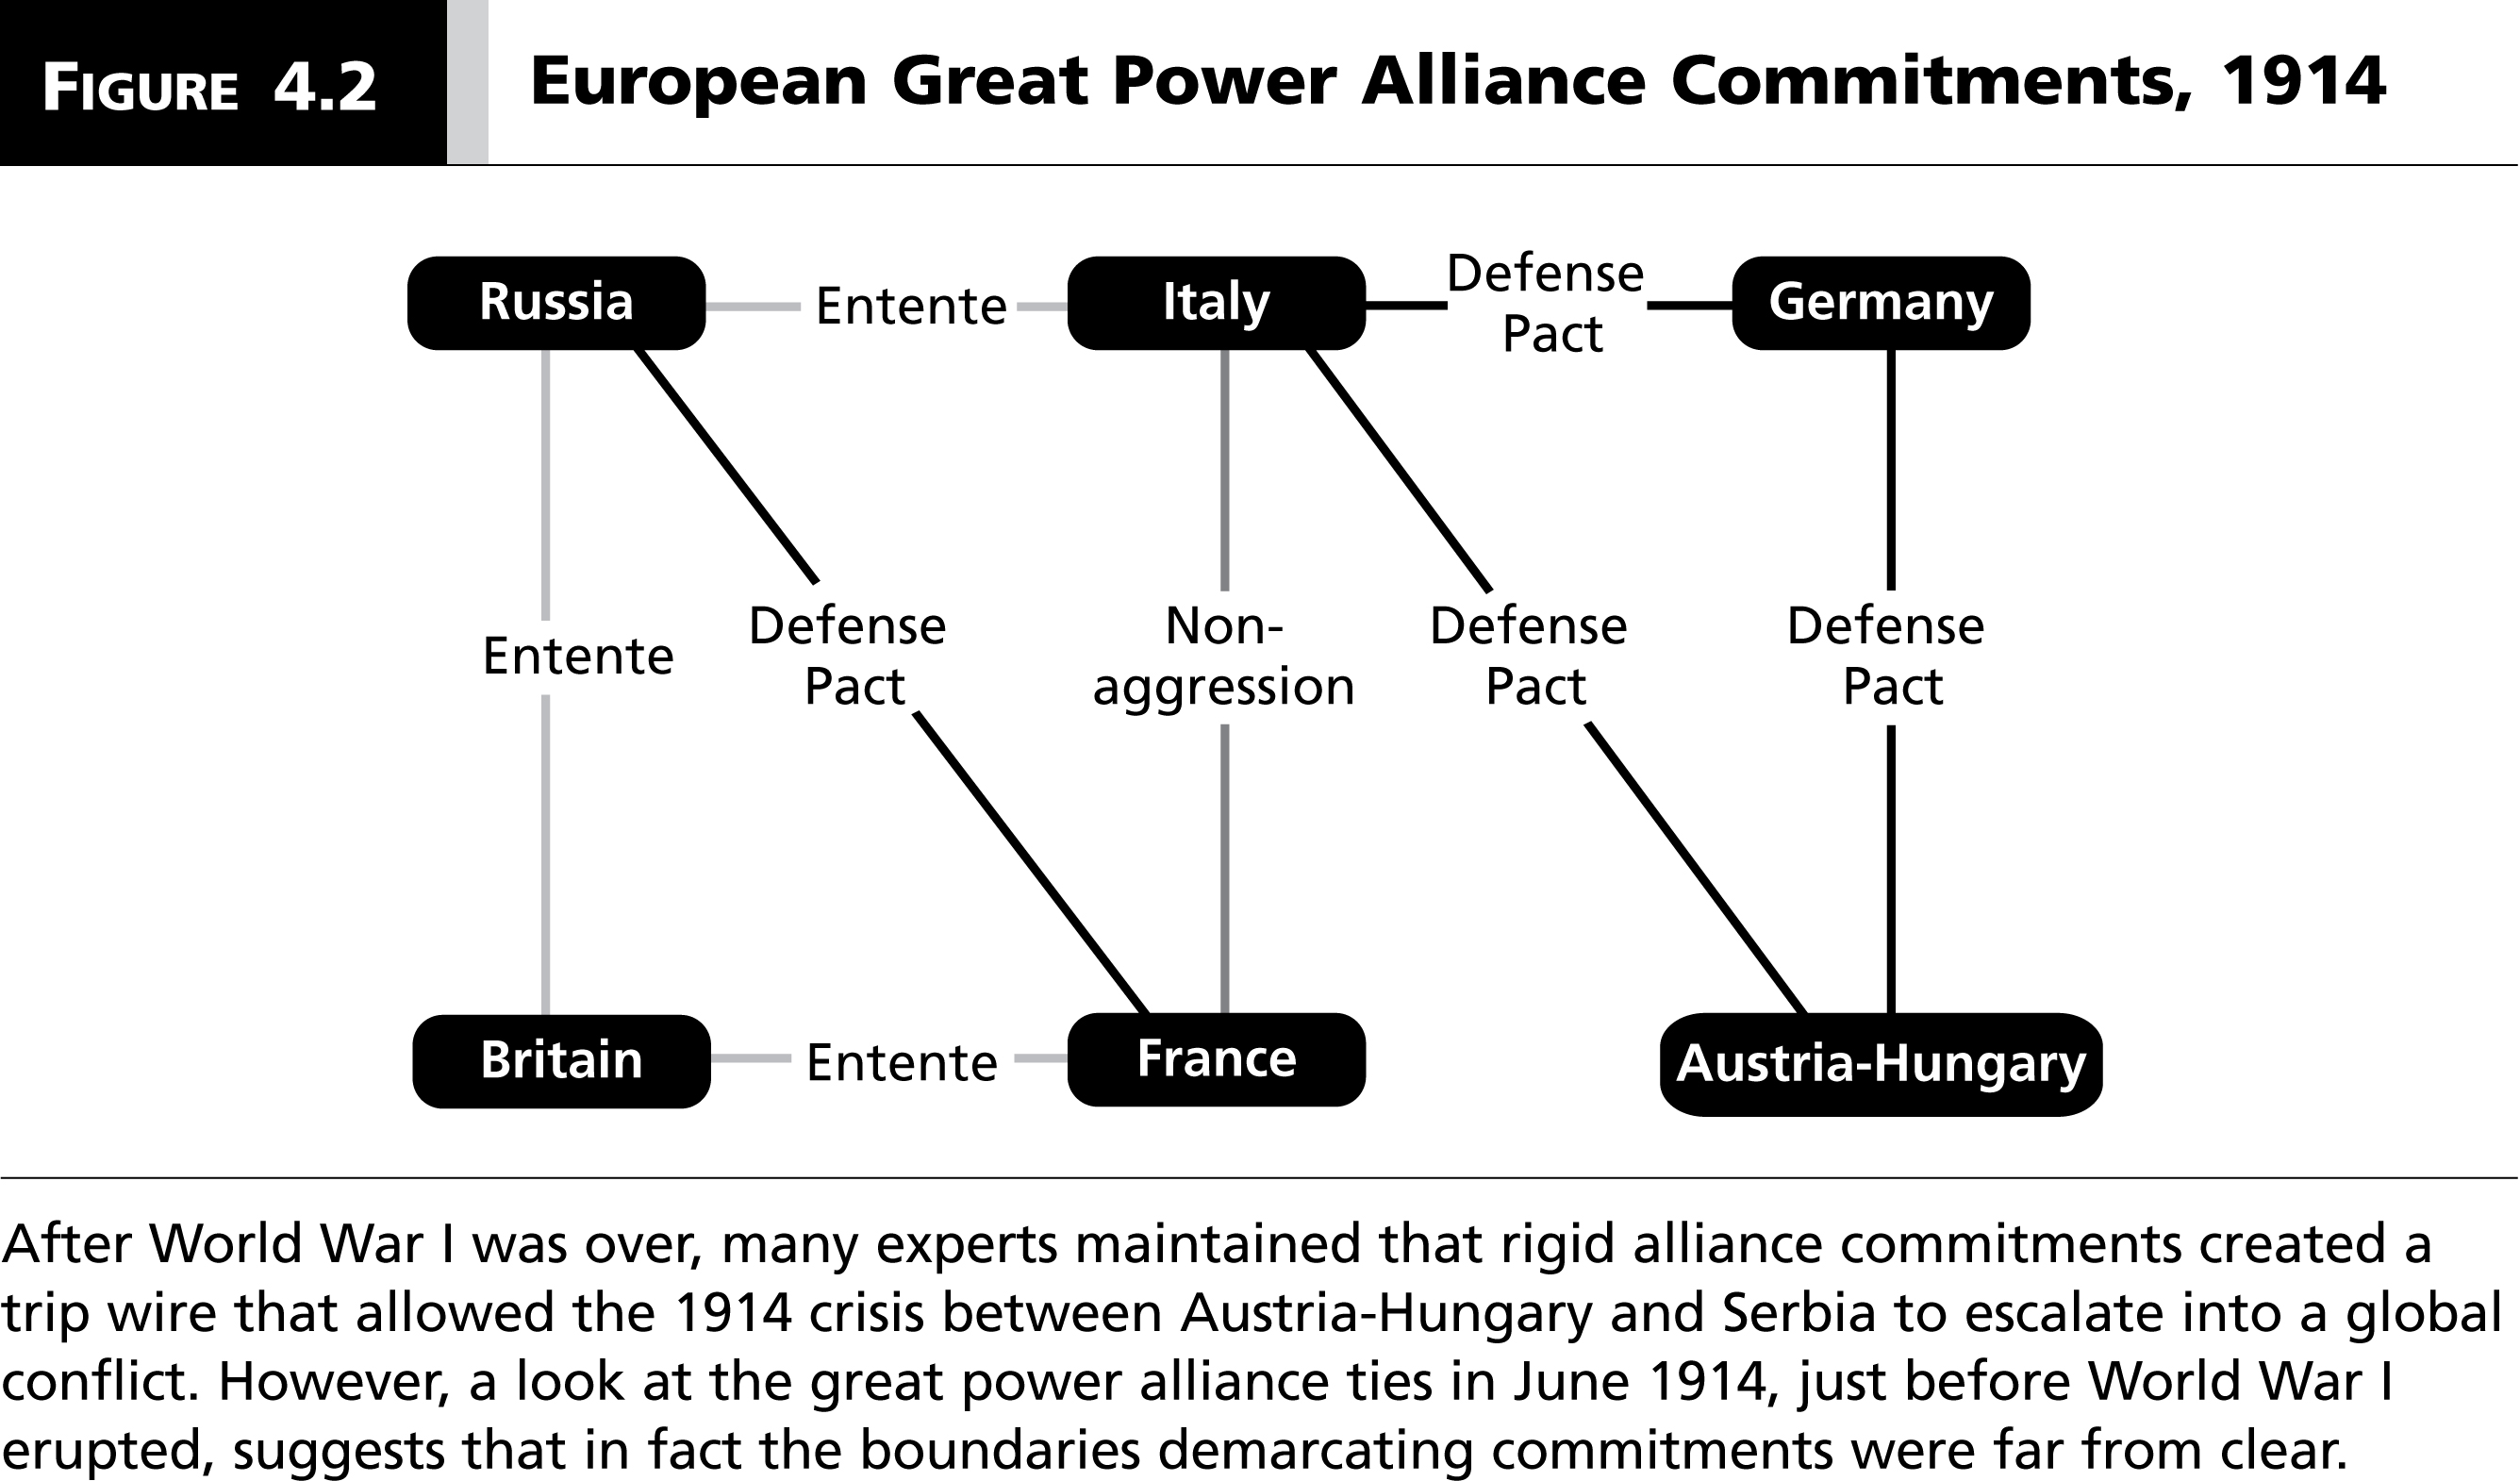 FIGURE 4.2
European Great Power Alliance Commitments, 1914
Russia
Entente
Italy
Defense
Pact
Germany
Entente
Defense
Pact
Non-
aggression
Defense
Pact
Defense
Pact
Britain
Entente
France
Austria-Hungary
After World War I was over, many experts maintained that rigid alliance commitments created a
trip wire that allowed the 1914 crisis between Austria-Hungary and Serbia to escalate into a global
conflict. However, a look at the great power alliance ties in June 1914, just before World War I
erupted, suggests that in fact the boundaries demarcating commitments were far from clear.